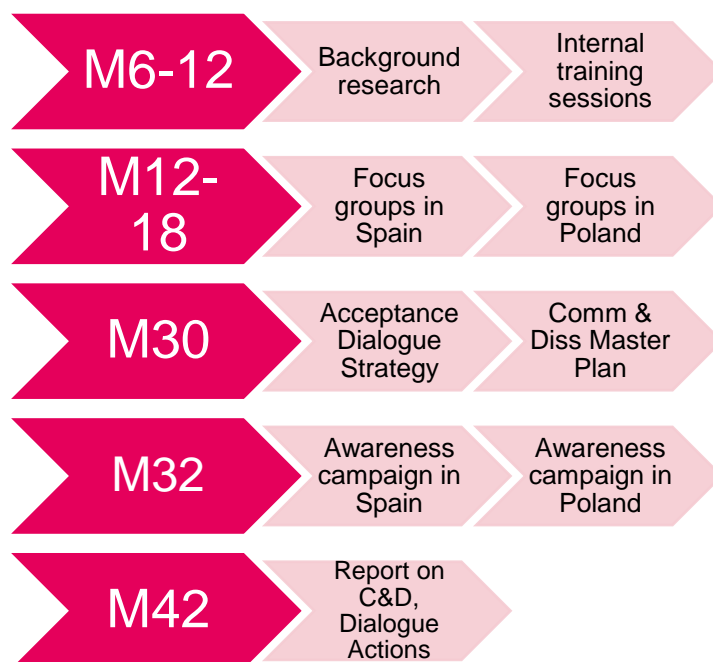 M6-12
Background
research
Internal
training
sessions
M12-
18
Focus
groups in
Spain
Focus
groups in
Poland
M30
Acceptance
Dialogue
Strategy
Comm &
Diss Master
Plan
M32
Awareness
campaign in
Spain
Awareness
campaign in
Poland
M42
Report on
C&D,
Dialogue
Actions